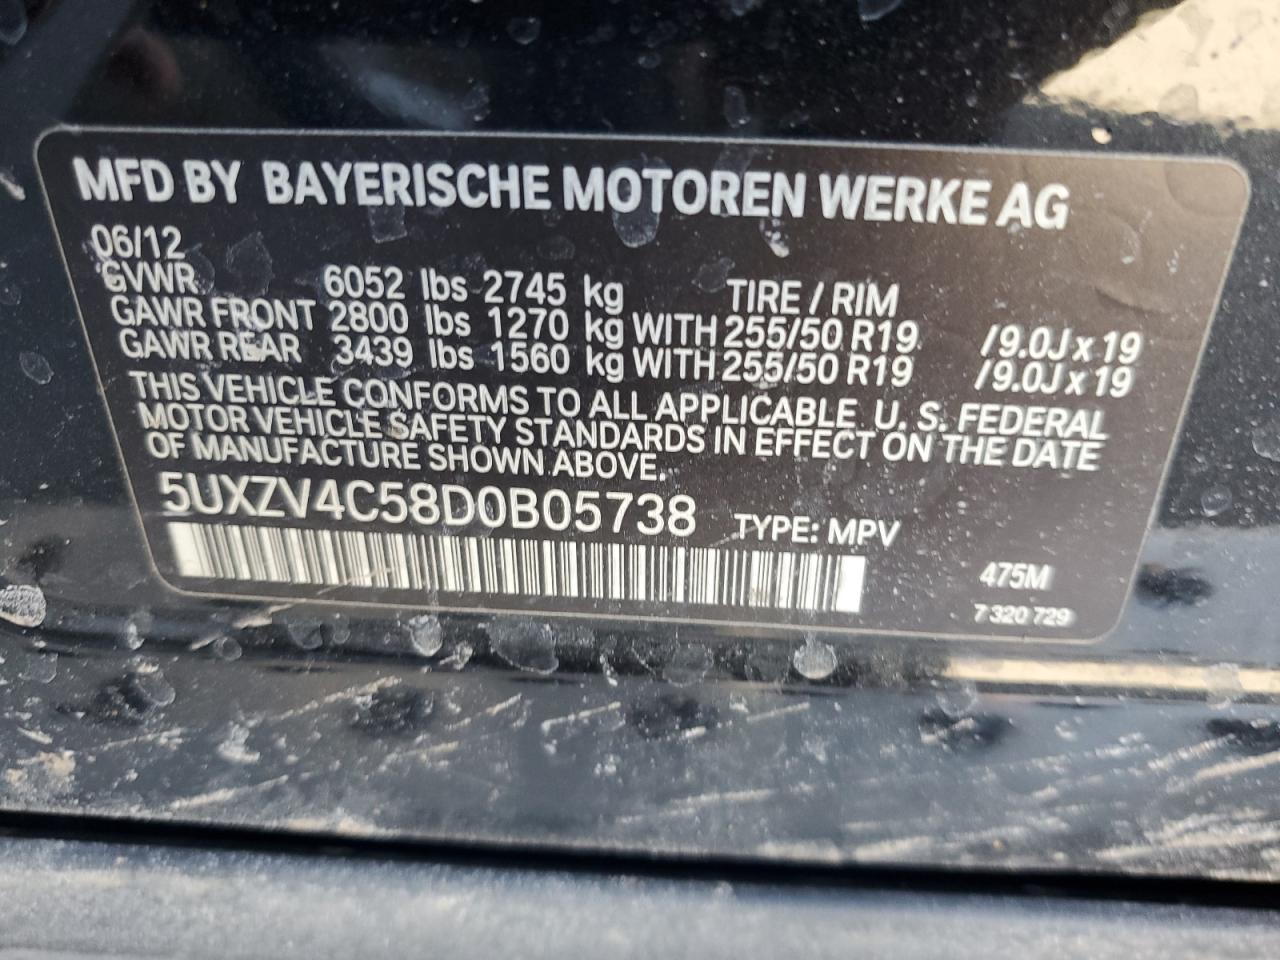 MFD BY BAYERISCHE MOTOREN WERKE AG
06/12
GVWR 6052 lbs 2745 kg TIRE / RIM
GAWR FRONT 2800 lbs 1270 kg WITH 255/50 R19 /9.0J x 19
GAWR REAR 3439 lbs 1560 kg WITH 255/50 R19 /9.0J x 19
THIS VEHICLE CONFORMS TO ALL APPLICABLE U. S. FEDERAL
MOTOR VEHICLE SAFETY STANDARDS IN EFFECT ON THE DATE
OF MANUFACTURE SHOWN ABOVE.
5UXZV4C58D0B05738 TYPE: MPV
475M
7 320 729